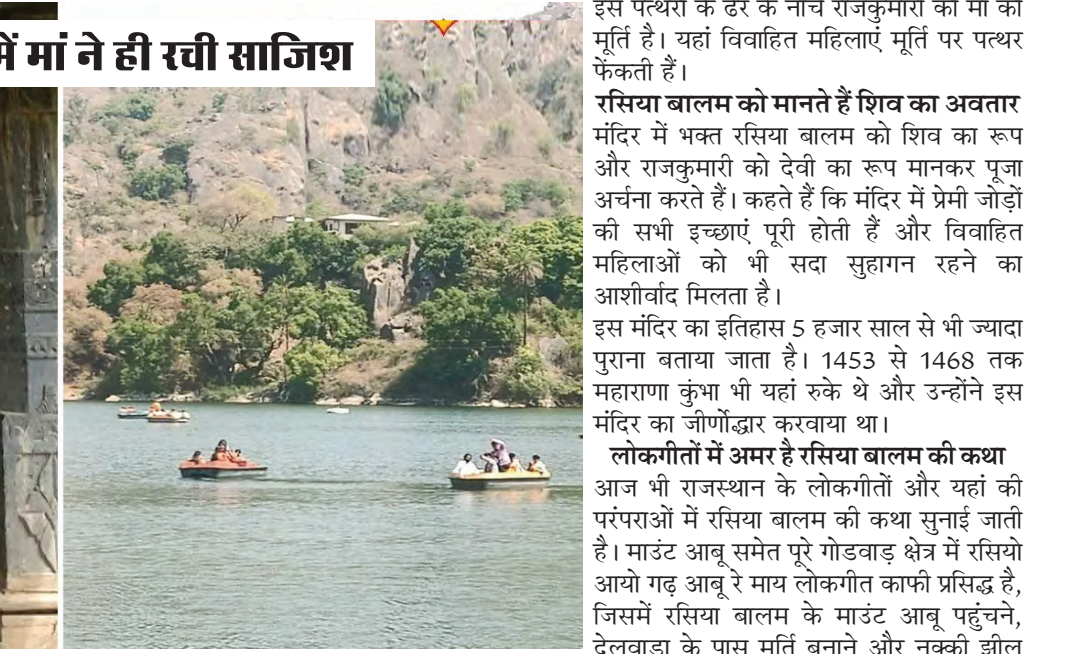 में मां ने ही रची साजिश
इस पत्थरों के ढेर के नीचे राजकुमारी की मां की
मूर्ति है। यहां विवाहित महिलाएं मूर्ति पर पत्थर
फेंकती हैं।
रसिया बालम को मानते हैं शिव का अवतार
मंदिर में भक्त रसिया बालम को शिव का रूप
और राजकुमारी को देवी का रूप मानकर पूजा
अर्चना करते हैं। कहते हैं कि मंदिर में प्रेमी जोड़ों
की सभी इच्छाएं पूरी होती हैं और विवाहित
महिलाओं को भी सदा सुहागन रहने का
आशीर्वाद मिलता है।
इस मंदिर का इतिहास 5 हजार साल से भी ज्यादा
पुराना बताया जाता है। 1453 से 1468 तक
महाराणा कुंभा भी यहां रुके थे और उन्होंने इस
मंदिर का जीर्णोद्धार करवाया था।
लोकगीतों में अमर है रसिया बालम की कथा
आज भी राजस्थान के लोकगीतों और यहां की
परंपराओं में रसिया बालम की कथा सुनाई जाती
है। माउंट आबू समेत पूरे गोडवाड़ क्षेत्र में रसियो
आयो गढ़ आबू रे माय लोकगीत काफी प्रसिद्ध है,
जिसमें रसिया बालम के माउंट आबू पहुंचने,
देलवाड़ा के पास मूर्ति बनाने और नक्की झील